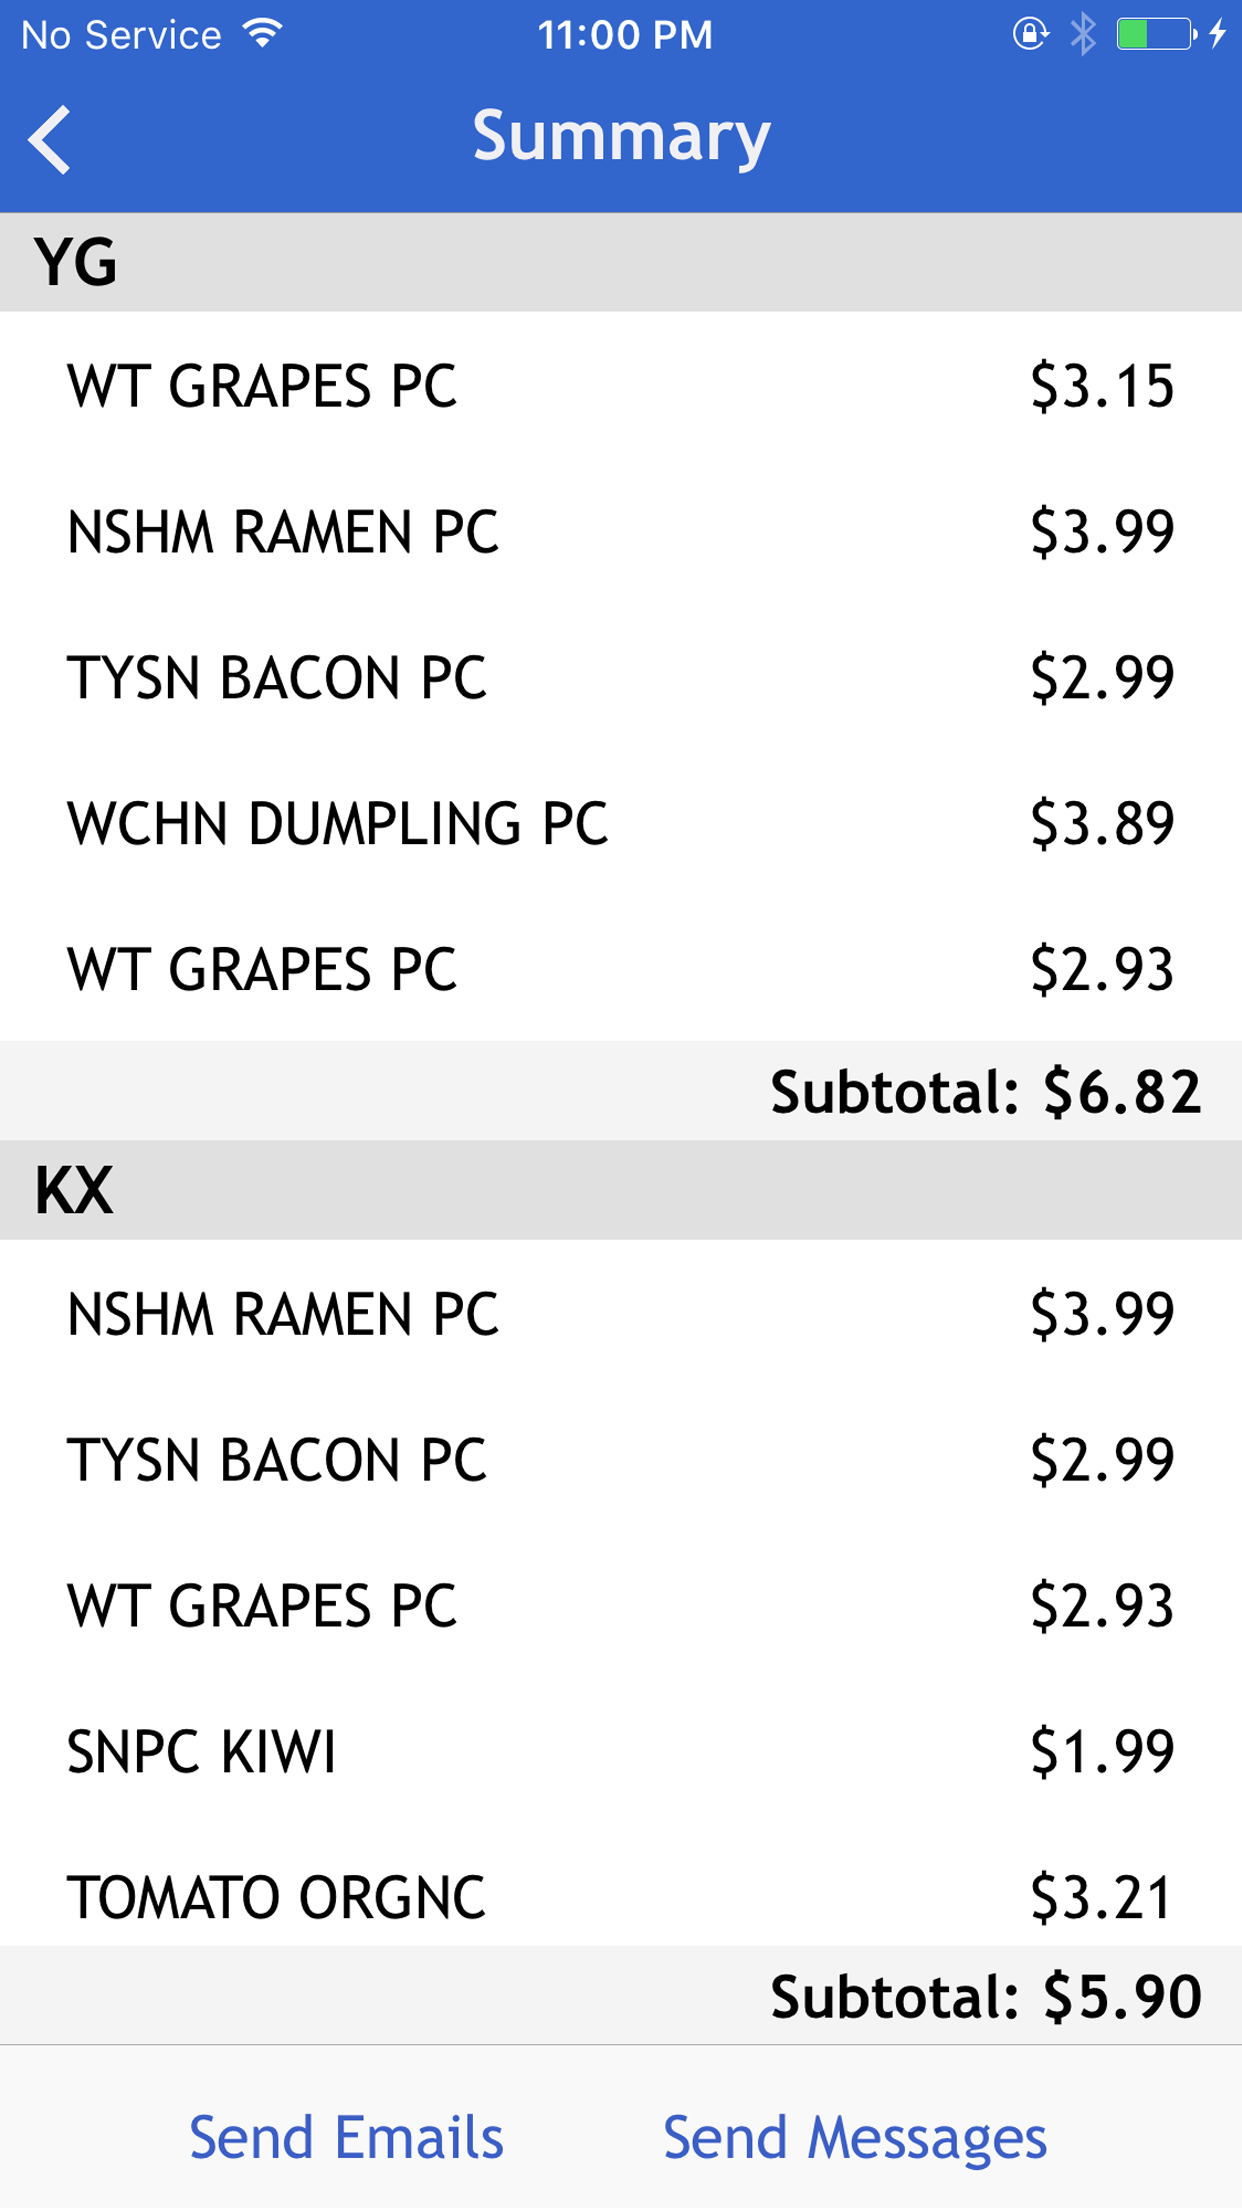 No Service 11:00 PM
Summary
YG
WT GRAPES PC $3.15
NSHM RAMEN PC $3.99
TYSN BACON PC $2.99
WCHN DUMPLING PC $3.89
WT GRAPES PC $2.93
Subtotal: $6.82
KX
NSHM RAMEN PC $3.99
TYSN BACON PC $2.99
WT GRAPES PC $2.93
SNPC KIWI $1.99
TOMATO ORGNC $3.21
Subtotal: $5.90
Send Emails Send Messages